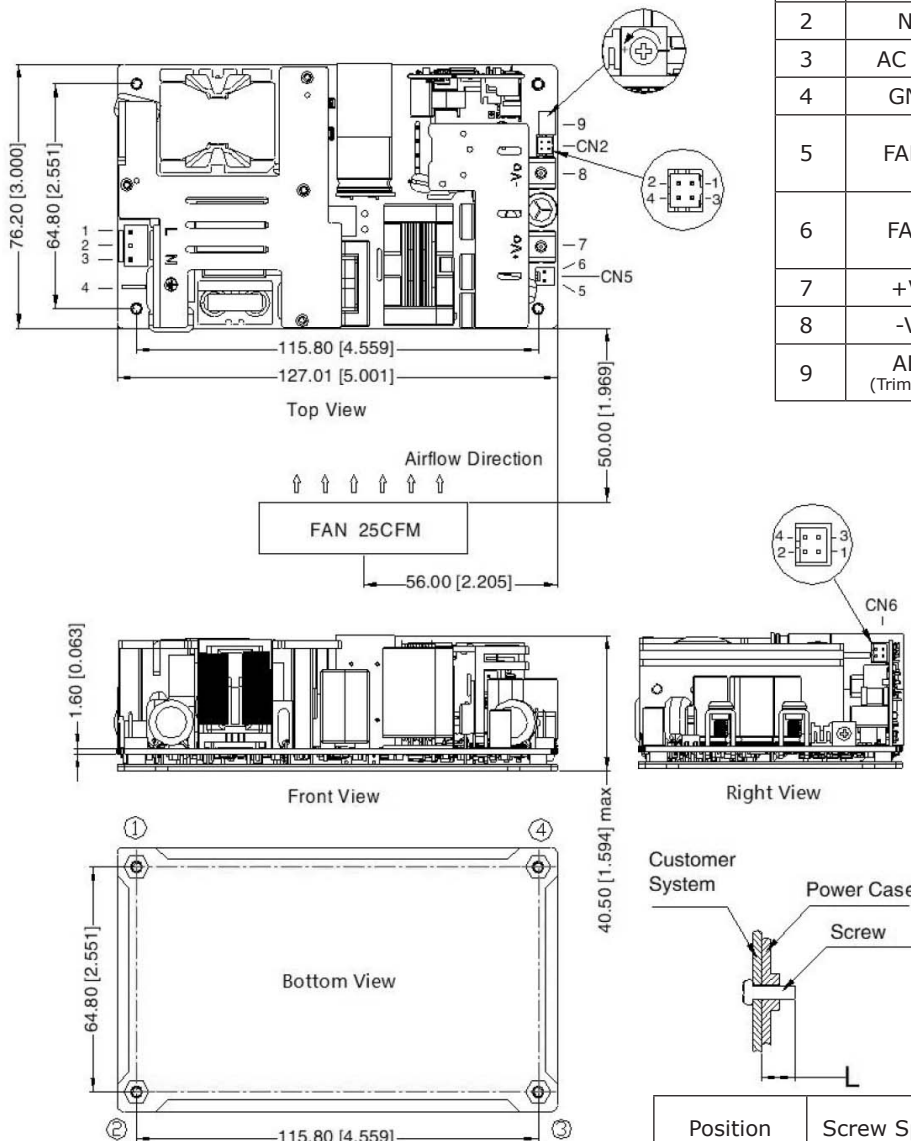 2 N
3 AC
4 GN
5 FA
6 FA
7 +V
8 -V
9 A
(Trim
76.20 [3.000]
64.80 [2.551]
1
2
3
4
L
N
9
CN2
8
7
6
CN5
5
-Vo
+Vo
2 1
4 3
115.80 [4.559]
127.01 [5.001]
Top View
50.00 [1.969]
Airflow Direction
FAN 25CFM
56.00 [2.205]
4 3
2 1
CN6
1.60 [0.063]
Front View
Right View
40.50 [1.594] max
1
4
64.80 [2.551]
Bottom View
2
3
115.80 [4.559]
Customer
System
Power Case
Screw
L
Position Screw S